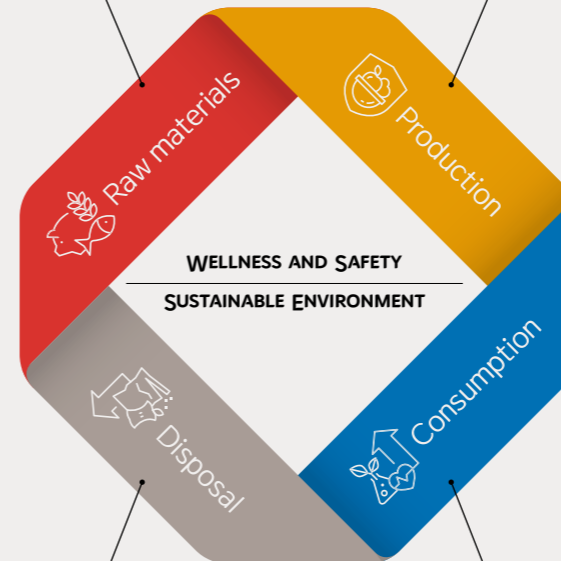 Raw materials
Production
WELLNESS AND SAFETY
SUSTAINABLE ENVIRONMENT
Consumption
Disposal